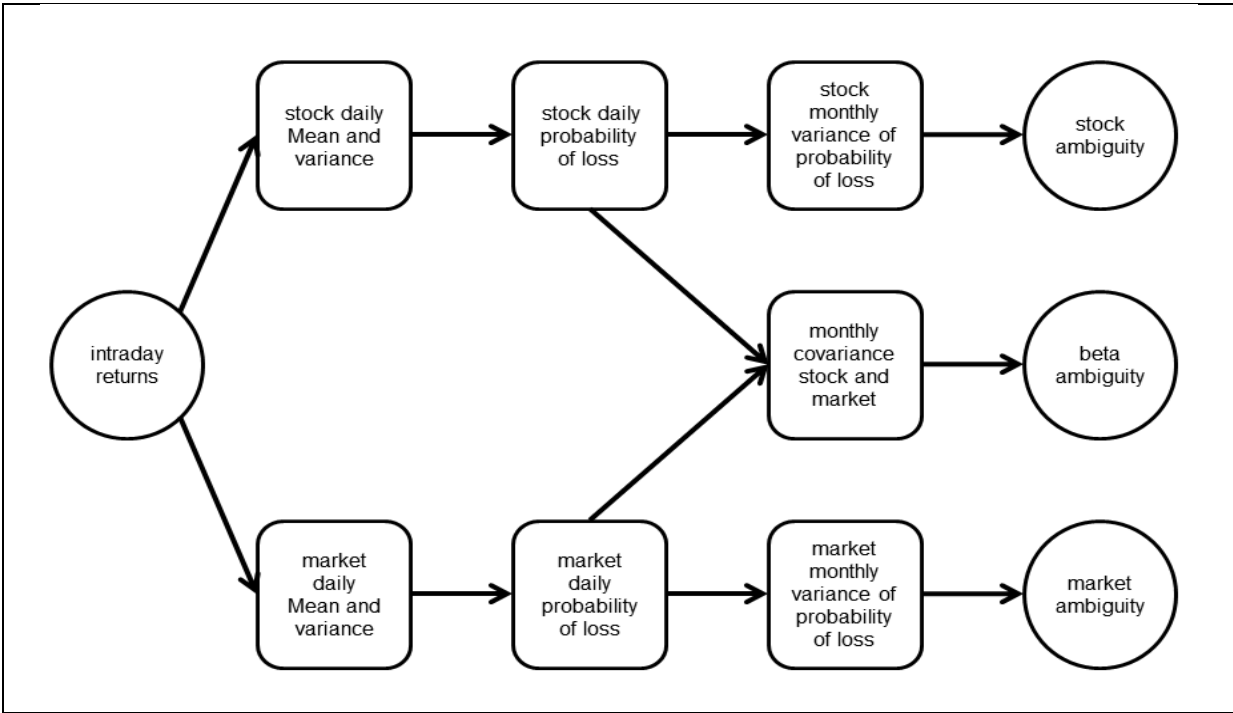 stock daily
Mean and
variance
stock daily
probability
of loss
stock
monthly
variance of
probability
of loss
stock
ambiguity
intraday
returns
monthly
covariance
stock and
market
beta
ambiguity
market
daily
Mean and
variance
market
daily
probability
of loss
market
monthly
variance of
probability
of loss
market
ambiguity